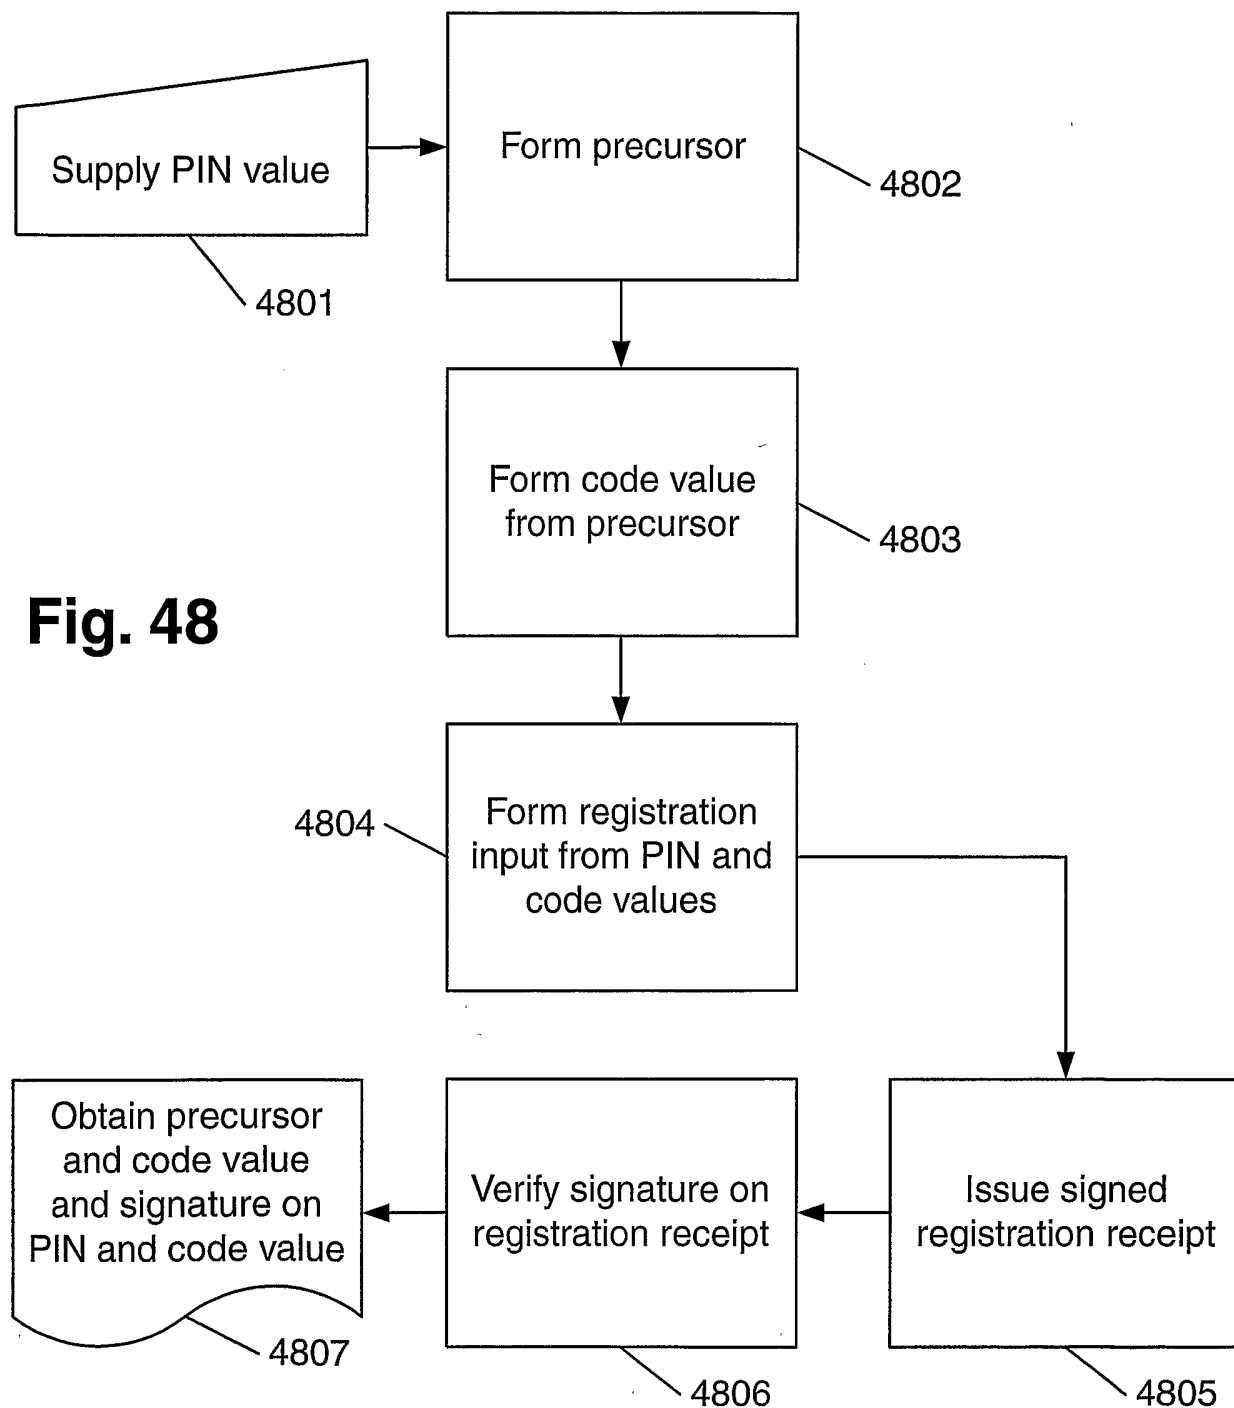 Supply PIN value
4801
Form precursor
4802
Form code value
from precursor
4803
Fig. 48
Form registration
input from PIN and
code values
4804
Issue signed
registration receipt
4805
Verify signature on
registration receipt
4806
Obtain precursor
and code value
and signature on
PIN and code value
4807